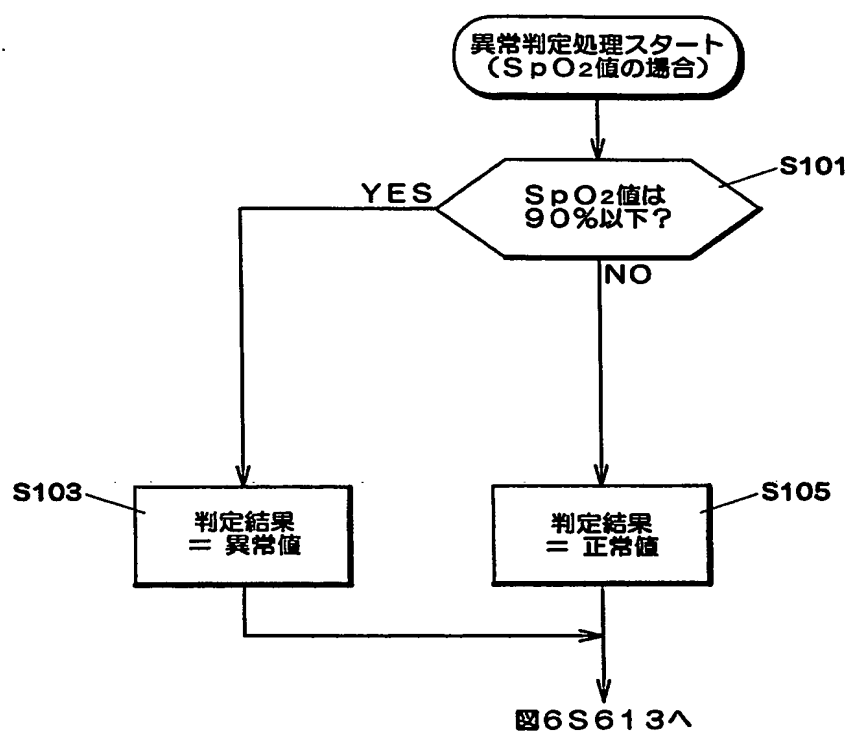 異常判定処理スタート
(SpO₂値の場合)
S101
SpO₂値は
90%以下?
YES
NO
S103
判定結果
= 異常値
S105
判定結果
= 正常値
図6S613へ